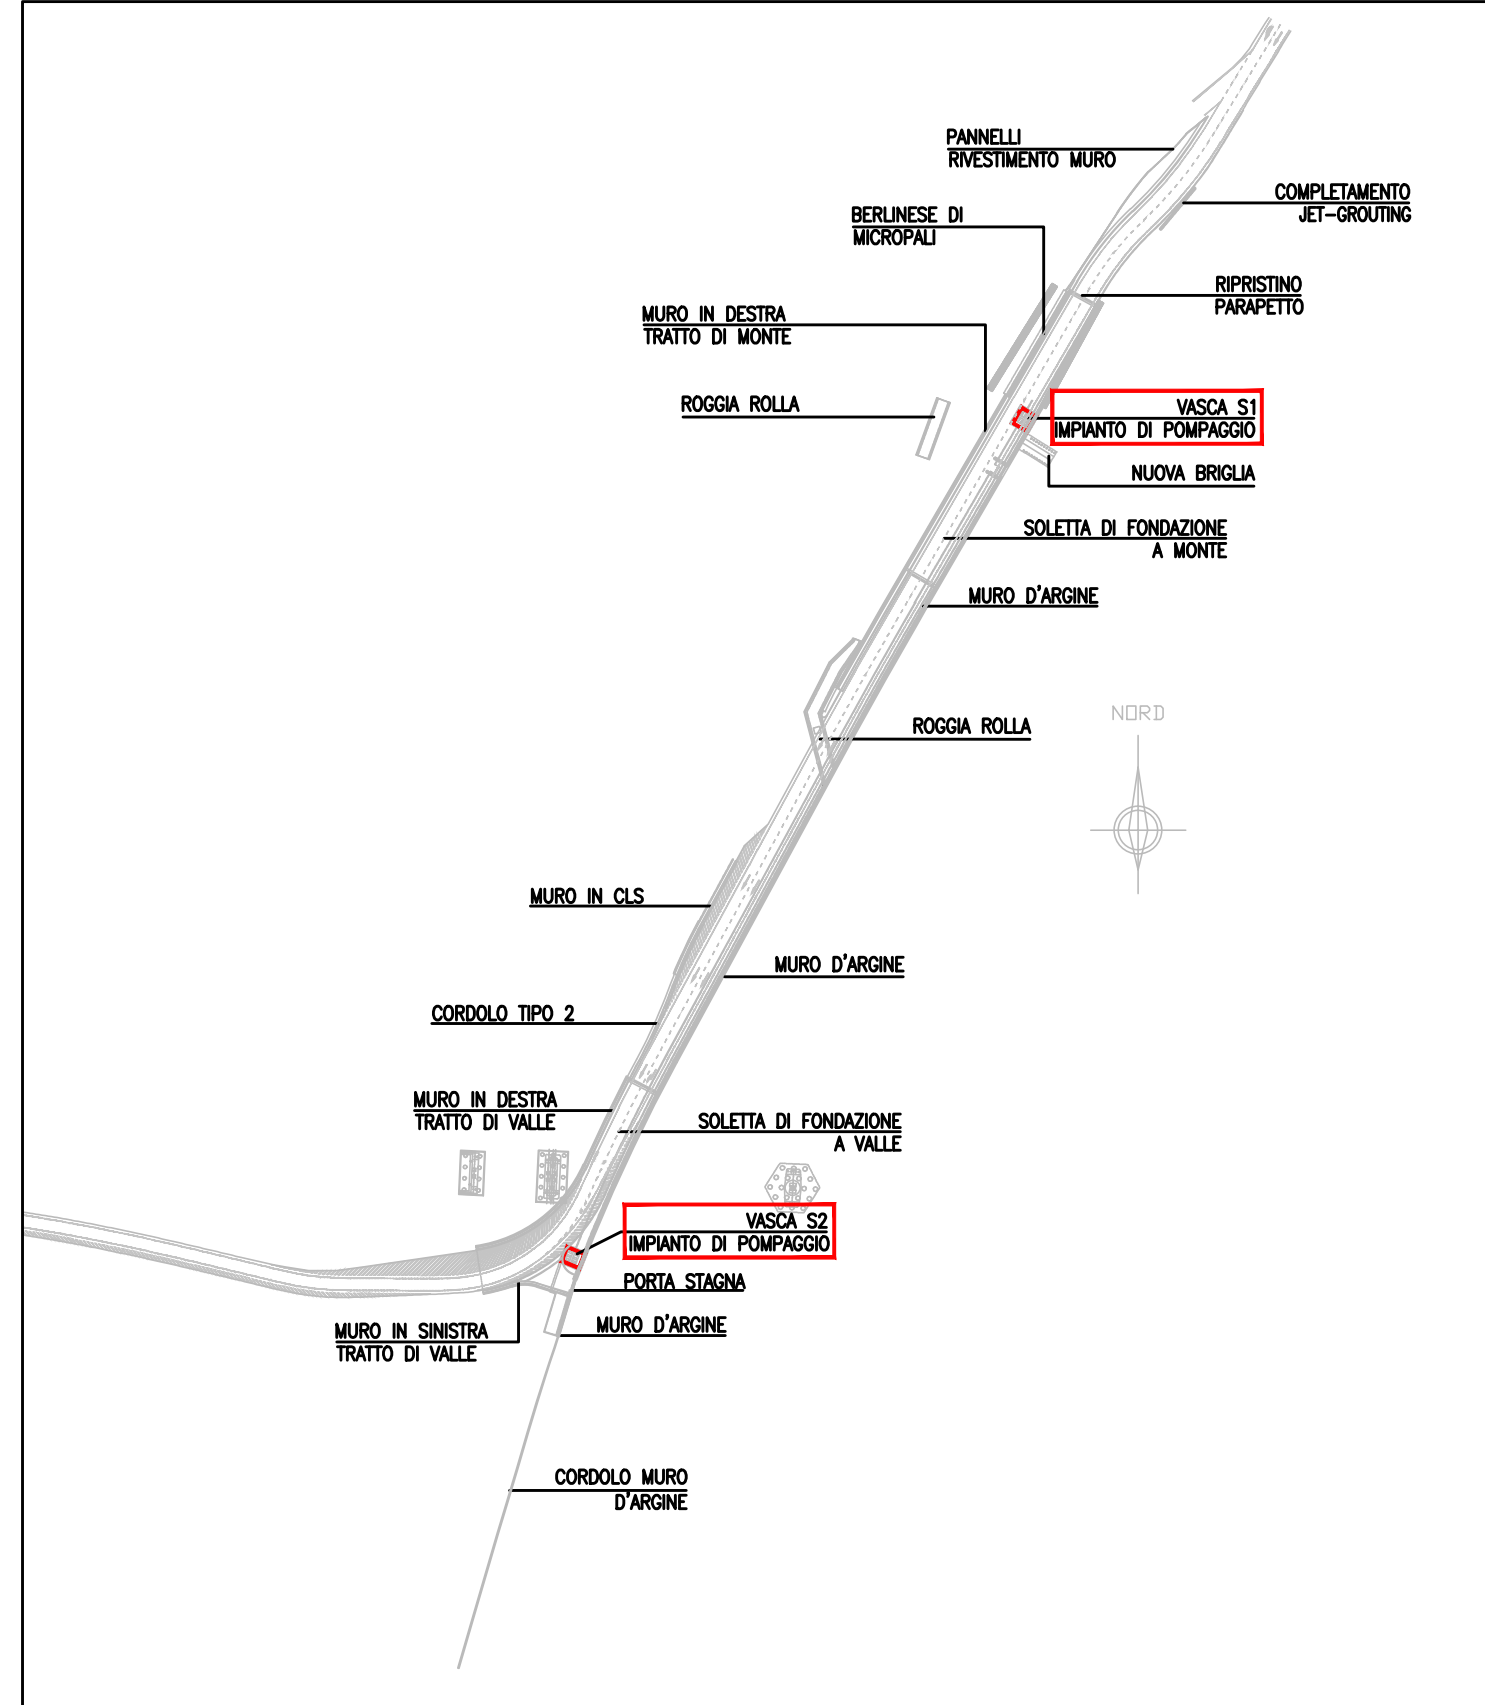 PANNELLI
RIVESTIMENTO MURO
COMPLETAMENTO
JET-GROUTING
BERLINESE DI
MICROPALI
RIPRISTINO
PARAPETTO
MURO IN DESTRA
TRATTO DI MONTE
ROGGIA ROLLA
VASCA S1
IMPIANTO DI POMPAGGIO
NUOVA BRIGLIA
SOLETTA DI FONDAZIONE
A MONTE
MURO D'ARGINE
NORD
ROGGIA ROLLA
MURO IN CLS
MURO D'ARGINE
CORDOLO TIPO 2
MURO IN DESTRA
TRATTO DI VALLE
SOLETTA DI FONDAZIONE
A VALLE
VASCA S2
IMPIANTO DI POMPAGGIO
PORTA STAGNA
MURO D'ARGINE
MURO IN SINISTRA
TRATTO DI VALLE
CORDOLO MURO
D'ARGINE